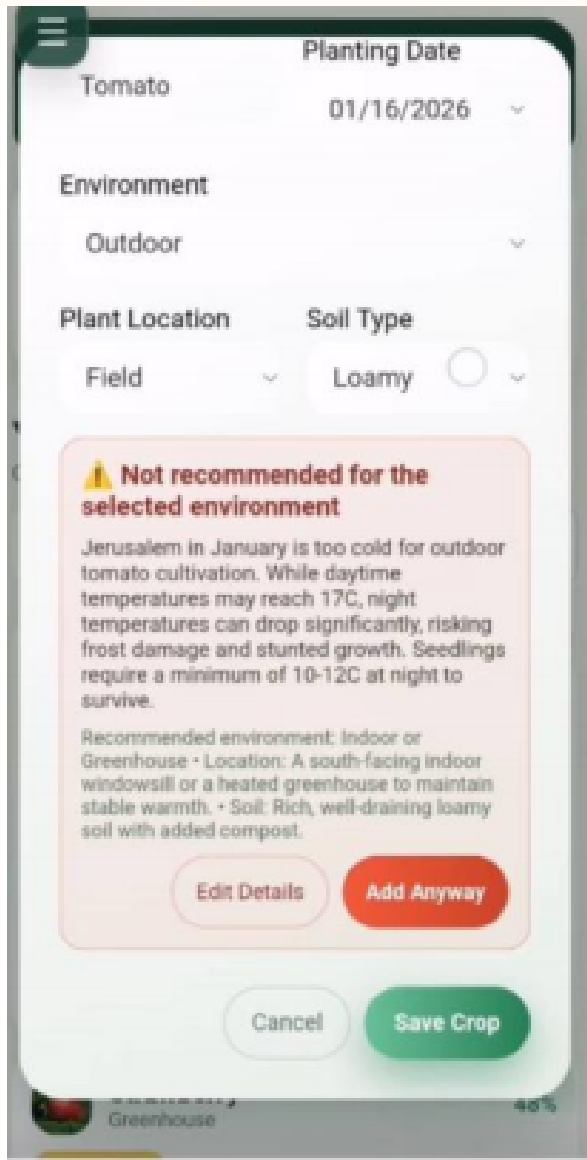 Planting Date
Tomato
01/16/2026
Environment
Outdoor
Plant Location
Soil Type
Field
Loamy
⚠️ Not recommended for the
selected environment
Jerusalem in January is too cold for outdoor
tomato cultivation. While daytime
temperatures may reach 17C, night
temperatures can drop significantly, risking
frost damage and stunted growth. Seedlings
require a minimum of 10-12C at night to
survive.
Recommended environment: Indoor or
Greenhouse • Location: A south-facing indoor
windowsill or a heated greenhouse to maintain
stable warmth. • Soil: Rich, well-draining loamy
soil with added compost.
Edit Details
Add Anyway
Cancel
Save Crop
Greenhouse